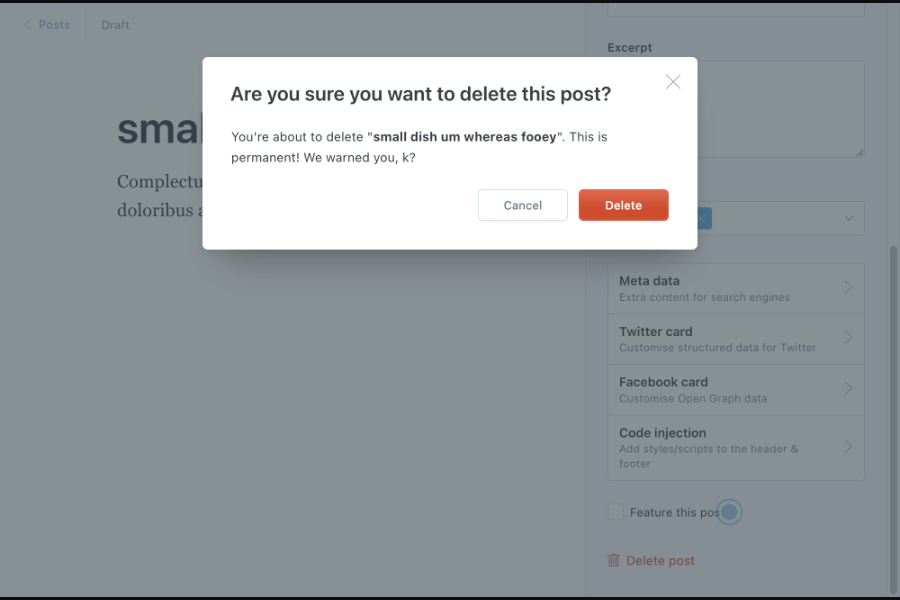 Posts
Draft
Excerpt
Are you sure you want to delete this post?
You're about to delete "small dish um whereas fooey". This is
permanent! We warned you, k?
Cancel
Delete
Meta data
Extra content for search engines
Twitter card
Customise structured data for Twitter
Facebook card
Customise Open Graph data
Code injection
Add styles/scripts to the header &
footer
Feature this post
Delete post
doloribus